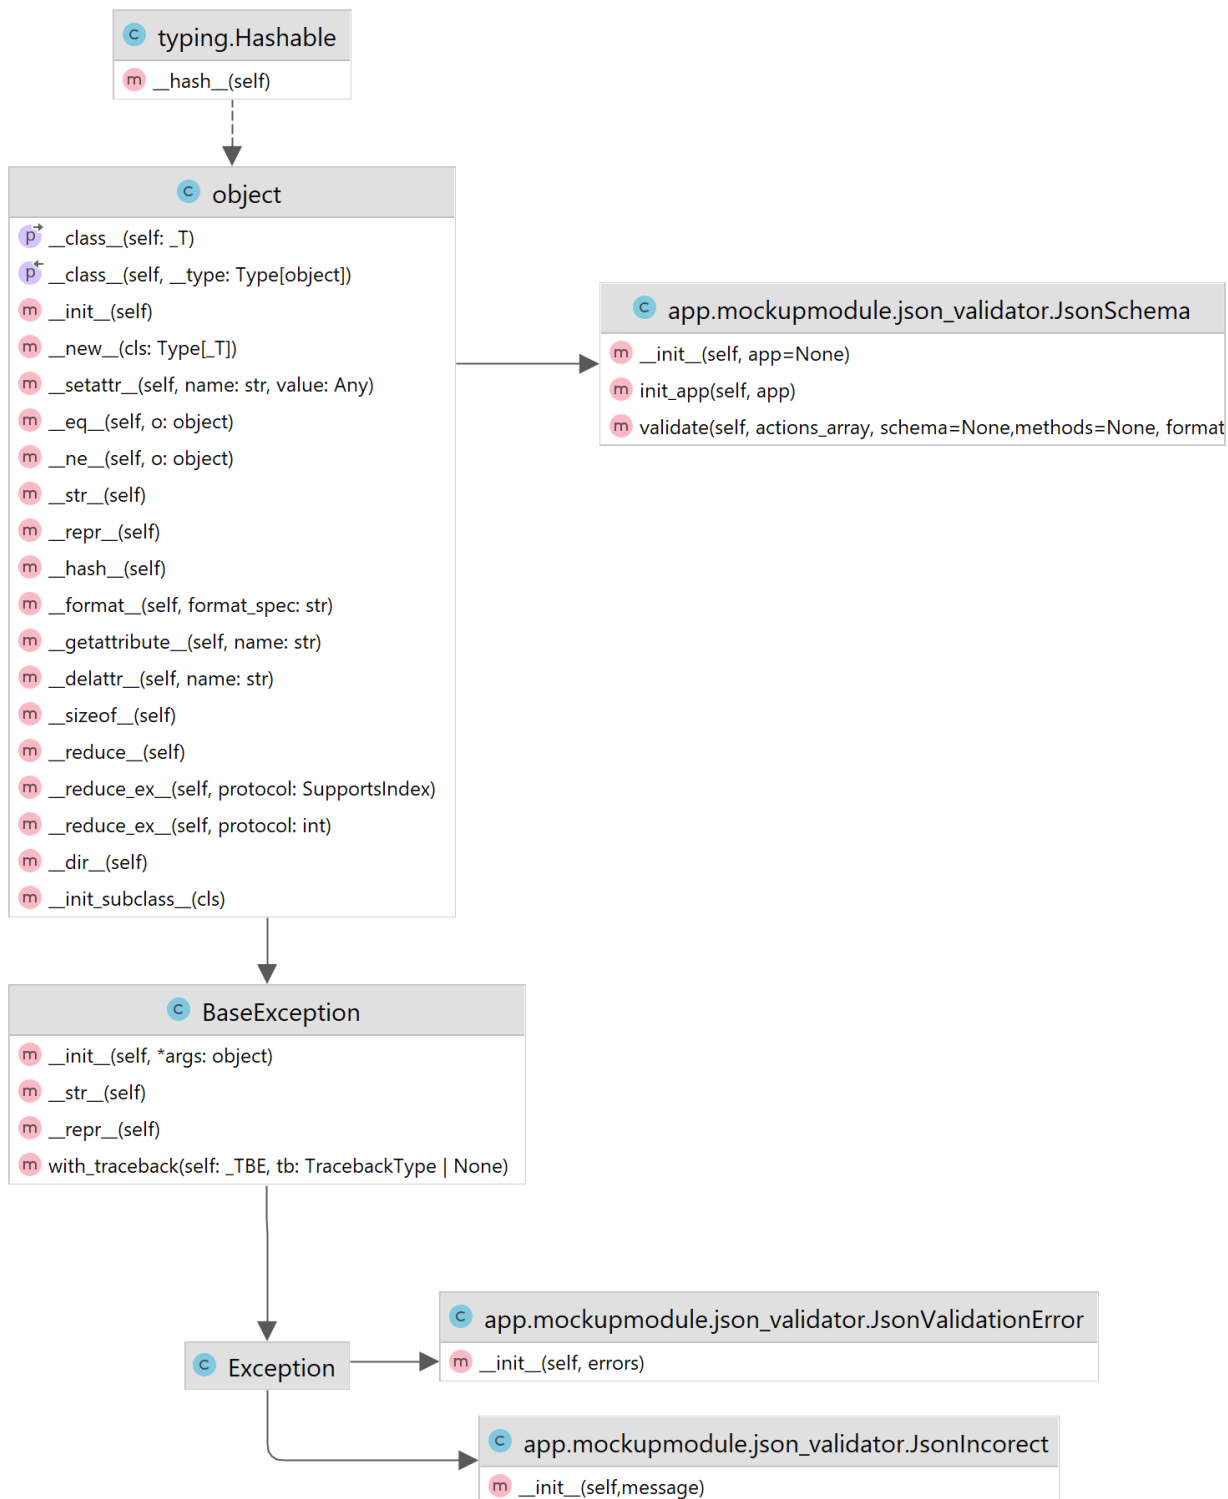 C typing.Hashable
m __hash__(self)
C object
p __class__(self: _T)
p __class__(self, __type: Type[object])
m __init__(self)
m __new__(cls: Type[_T])
m __setattr__(self, name: str, value: Any)
m __eq__(self, o: object)
m __ne__(self, o: object)
m __str__(self)
m __repr__(self)
m __hash__(self)
m __format__(self, format_spec: str)
m __getattribute__(self, name: str)
m __delattr__(self, name: str)
m __sizeof__(self)
m __reduce__(self)
m __reduce_ex__(self, protocol: SupportsIndex)
m __reduce_ex__(self, protocol: int)
m __dir__(self)
m __init_subclass__(cls)
C app.mockupmodule.json_validator.JsonSchema
m __init__(self, app=None)
m init_app(self, app)
m validate(self, actions_array, schema=None,methods=None, format
C BaseException
m __init__(self, *args: object)
m __str__(self)
m __repr__(self)
m with_traceback(self: _TBE, tb: TracebackType | None)
C Exception
C app.mockupmodule.json_validator.JsonValidationError
m __init__(self, errors)
C app.mockupmodule.json_validator.JsonIncorect
m __init__(self,message)